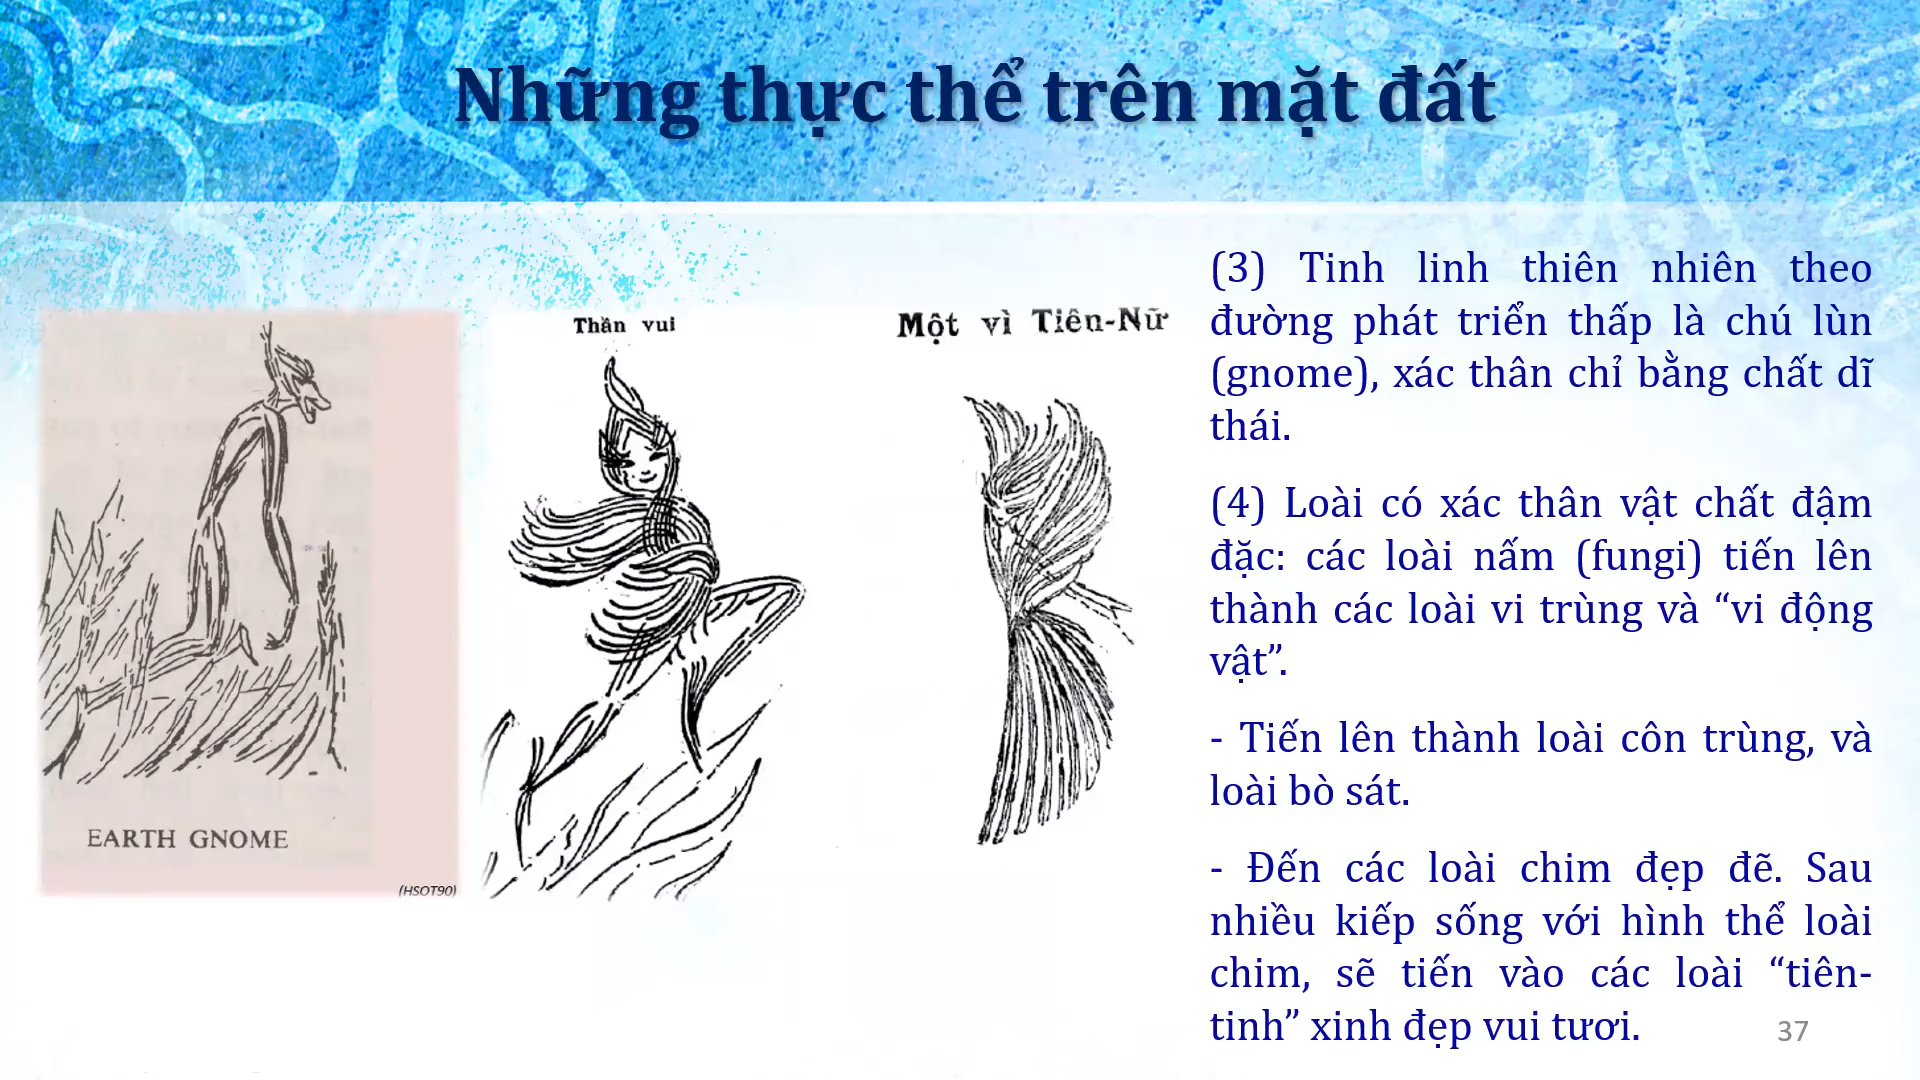 Những thực thể trên mặt đất
Thần vui
Một vì Tiên-Nữ
EARTH GNOME
(HSOT90)
(3) Tinh linh thiên nhiên theo
đường phát triển thấp là chú lùn
(gnome), xác thân chỉ bằng chất dĩ
thái.
(4) Loài có xác thân vật chất đậm
đặc: các loài nấm (fungi) tiến lên
thành các loài vi trùng và “vi động
vật”.
- Tiến lên thành loài côn trùng, và
loài bò sát.
- Đến các loài chim đẹp đẽ. Sau
nhiều kiếp sống với hình thể loài
chim, sẽ tiến vào các loài “tiên-
tinh” xinh đẹp vui tươi.
37